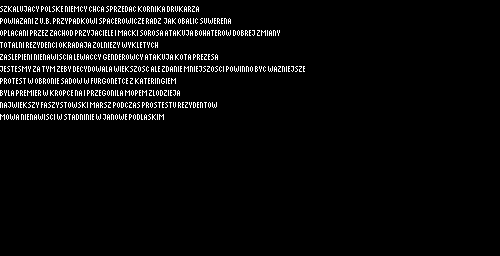 SZKALUJACY POLSKE NIEMCY CHCA SPRZEDAC KORNIKA DRUKARZA
POWIAZANI Z U.B. PRZYPADKOWI SPACEROWICZE RADZ JAK OBALIC SUWERENA
OPLACANI PRZEZ ZACHOD PRZYJACIELE I MACKI SOROSA ATAKUJA BOHATEROW DOBREJ ZMIANY
TOTALNI REZYDENCI OKRADAJA ZOLNIEZY WYKLETYCH
ZASLEPIENI NIENAWISCIA LEWACCY GENDEROWCY ATAKUJA KOTA PREZESA
JESTESMY ZA TYM ZEBY DECYDOWALA WIEKSZOSC ALE ZDANIE MNIEJSZOSCI POWINNO BYC WAZNIEJSZE
PROTEST W OBRONIE SADOW W FURGONETCE Z KATERINGIEM
BYLA PREMIER W KROPCE NA I PRZEGONILA MOPEM ZLODZIEJA
NAJWIEKSZY FASZYSTOWSKI MARSZ PODCZAS PROSTESTU REZYDENTOW
MOWA NIENAWISCI W STADNINIE W JANOWE PODLASKIM